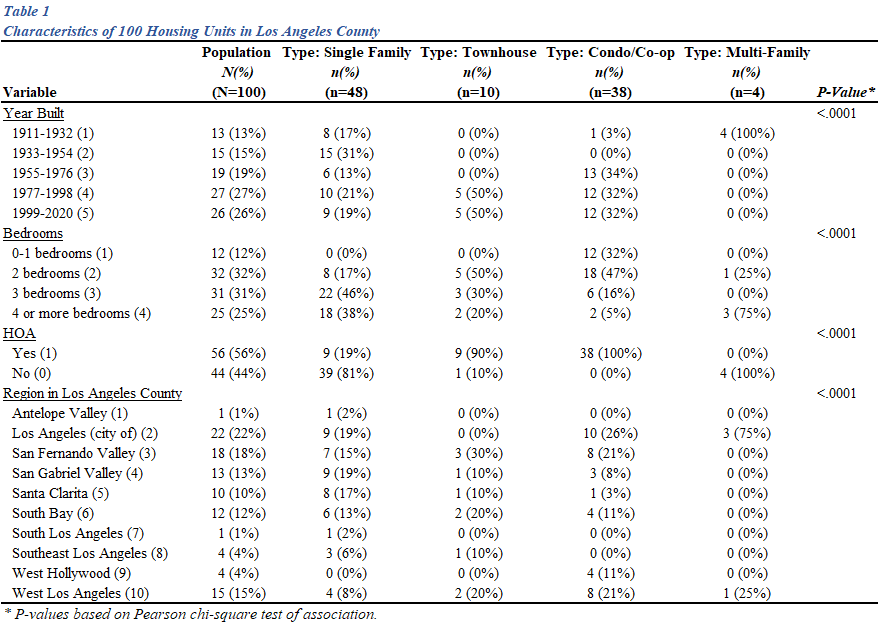 Table 1
Characteristics of 100 Housing Units in Los Angeles County
Population Type: Single Family Type: Townhouse Type: Condo/Co-op Type: Multi-Family
N(%) n(%) n(%) n(%) n(%)
Variable (N=100) (n=48) (n=10) (n=38) (n=4) P-Value*
Year Built <.0001
1911-1932 (1) 13 (13%) 8 (17%) 0 (0%) 1 (3%) 4 (100%)
1933-1954 (2) 15 (15%) 15 (31%) 0 (0%) 0 (0%) 0 (0%)
1955-1976 (3) 19 (19%) 6 (13%) 0 (0%) 13 (34%) 0 (0%)
1977-1998 (4) 27 (27%) 10 (21%) 5 (50%) 12 (32%) 0 (0%)
1999-2020 (5) 26 (26%) 9 (19%) 5 (50%) 12 (32%) 0 (0%)
Bedrooms <.0001
0-1 bedrooms (1) 12 (12%) 0 (0%) 0 (0%) 12 (32%) 0 (0%)
2 bedrooms (2) 32 (32%) 8 (17%) 5 (50%) 18 (47%) 1 (25%)
3 bedrooms (3) 31 (31%) 22 (46%) 3 (30%) 6 (16%) 0 (0%)
4 or more bedrooms (4) 25 (25%) 18 (38%) 2 (20%) 2 (5%) 3 (75%)
HOA <.0001
Yes (1) 56 (56%) 9 (19%) 9 (90%) 38 (100%) 0 (0%)
No (0) 44 (44%) 39 (81%) 1 (10%) 0 (0%) 4 (100%)
Region in Los Angeles County <.0001
Antelope Valley (1) 1 (1%) 1 (2%) 0 (0%) 0 (0%) 0 (0%)
Los Angeles (city of) (2) 22 (22%) 9 (19%) 0 (0%) 10 (26%) 3 (75%)
San Fernando Valley (3) 18 (18%) 7 (15%) 3 (30%) 8 (21%) 0 (0%)
San Gabriel Valley (4) 13 (13%) 9 (19%) 1 (10%) 3 (8%) 0 (0%)
Santa Clarita (5) 10 (10%) 8 (17%) 1 (10%) 1 (3%) 0 (0%)
South Bay (6) 12 (12%) 6 (13%) 2 (20%) 4 (11%) 0 (0%)
South Los Angeles (7) 1 (1%) 1 (2%) 0 (0%) 0 (0%) 0 (0%)
Southeast Los Angeles (8) 4 (4%) 3 (6%) 1 (10%) 0 (0%) 0 (0%)
West Hollywood (9) 4 (4%) 0 (0%) 0 (0%) 4 (11%) 0 (0%)
West Los Angeles (10) 15 (15%) 4 (8%) 2 (20%) 8 (21%) 1 (25%)
* P-values based on Pearson chi-square test of association.